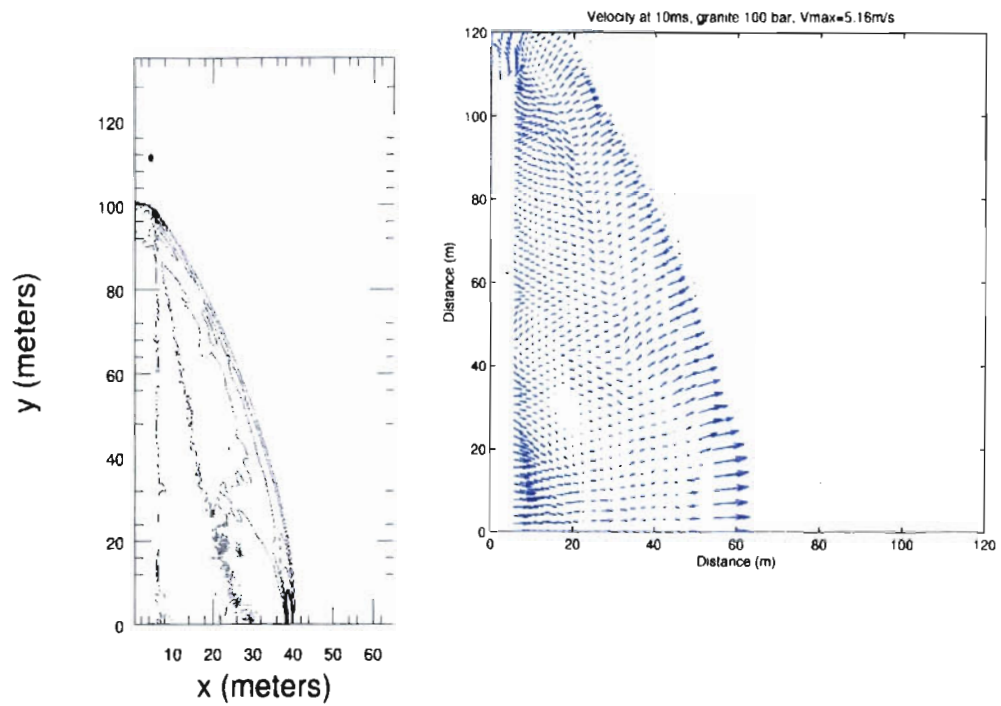 y (meters)
120
100
80
60
40
20
0
10 20 30 40 50 60
x (meters)
Velocity at 10ms, granite 100 bar, Vmax=5.16m/s
Distance (m)
120
100
80
60
40
20
0
0 20 40 60 80 100 120
Distance (m)